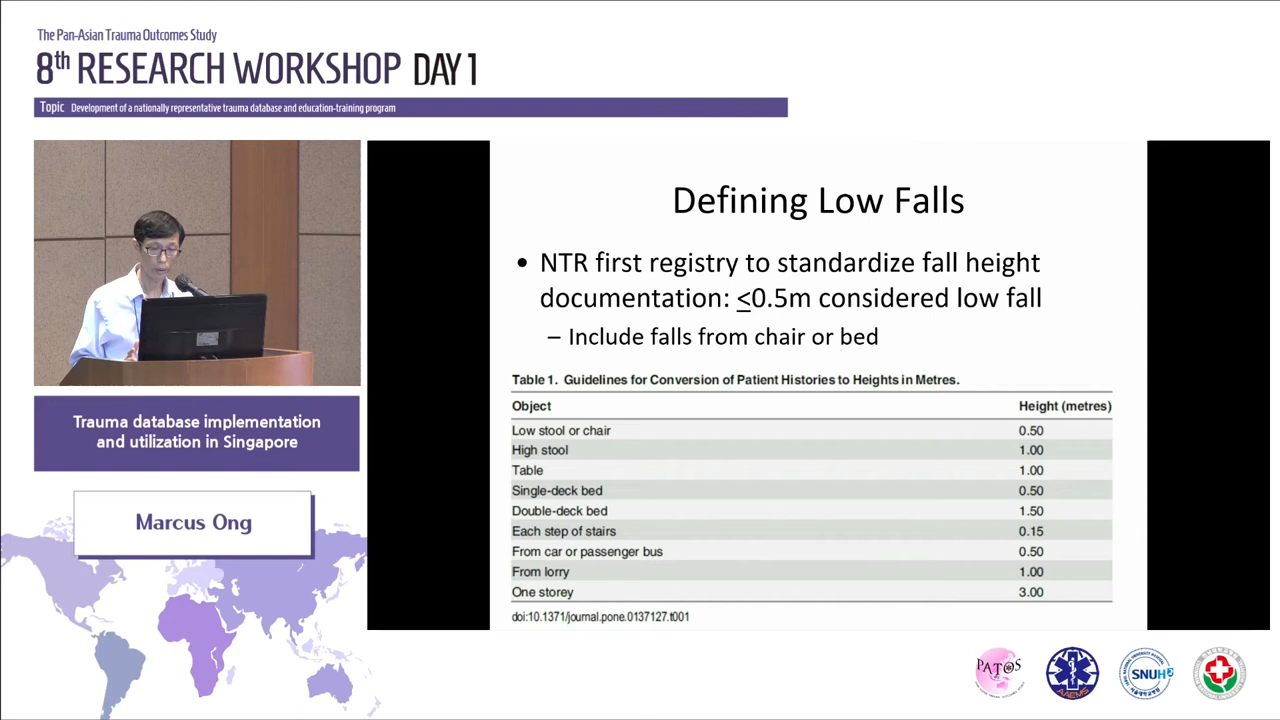 The Pan-Asian Trauma Outcomes Study
8th RESEARCH WORKSHOP DAY 1
Topic Development of a nationally representative trauma database and education-training program
Trauma database implementation
and utilization in Singapore
Marcus Ong
Defining Low Falls
• NTR first registry to standardize fall height
documentation: ≤0.5m considered low fall
– Include falls from chair or bed
Table 1. Guidelines for Conversion of Patient Histories to Heights in Metres.
Object Height (metres)
Low stool or chair 0.50
High stool 1.00
Table 1.00
Single-deck bed 0.50
Double-deck bed 1.50
Each step of stairs 0.15
From car or passenger bus 0.50
From lorry 1.00
One storey 3.00
doi:10.1371/journal.pone.0137127.t001
PATOS
AAEMS
SNUH